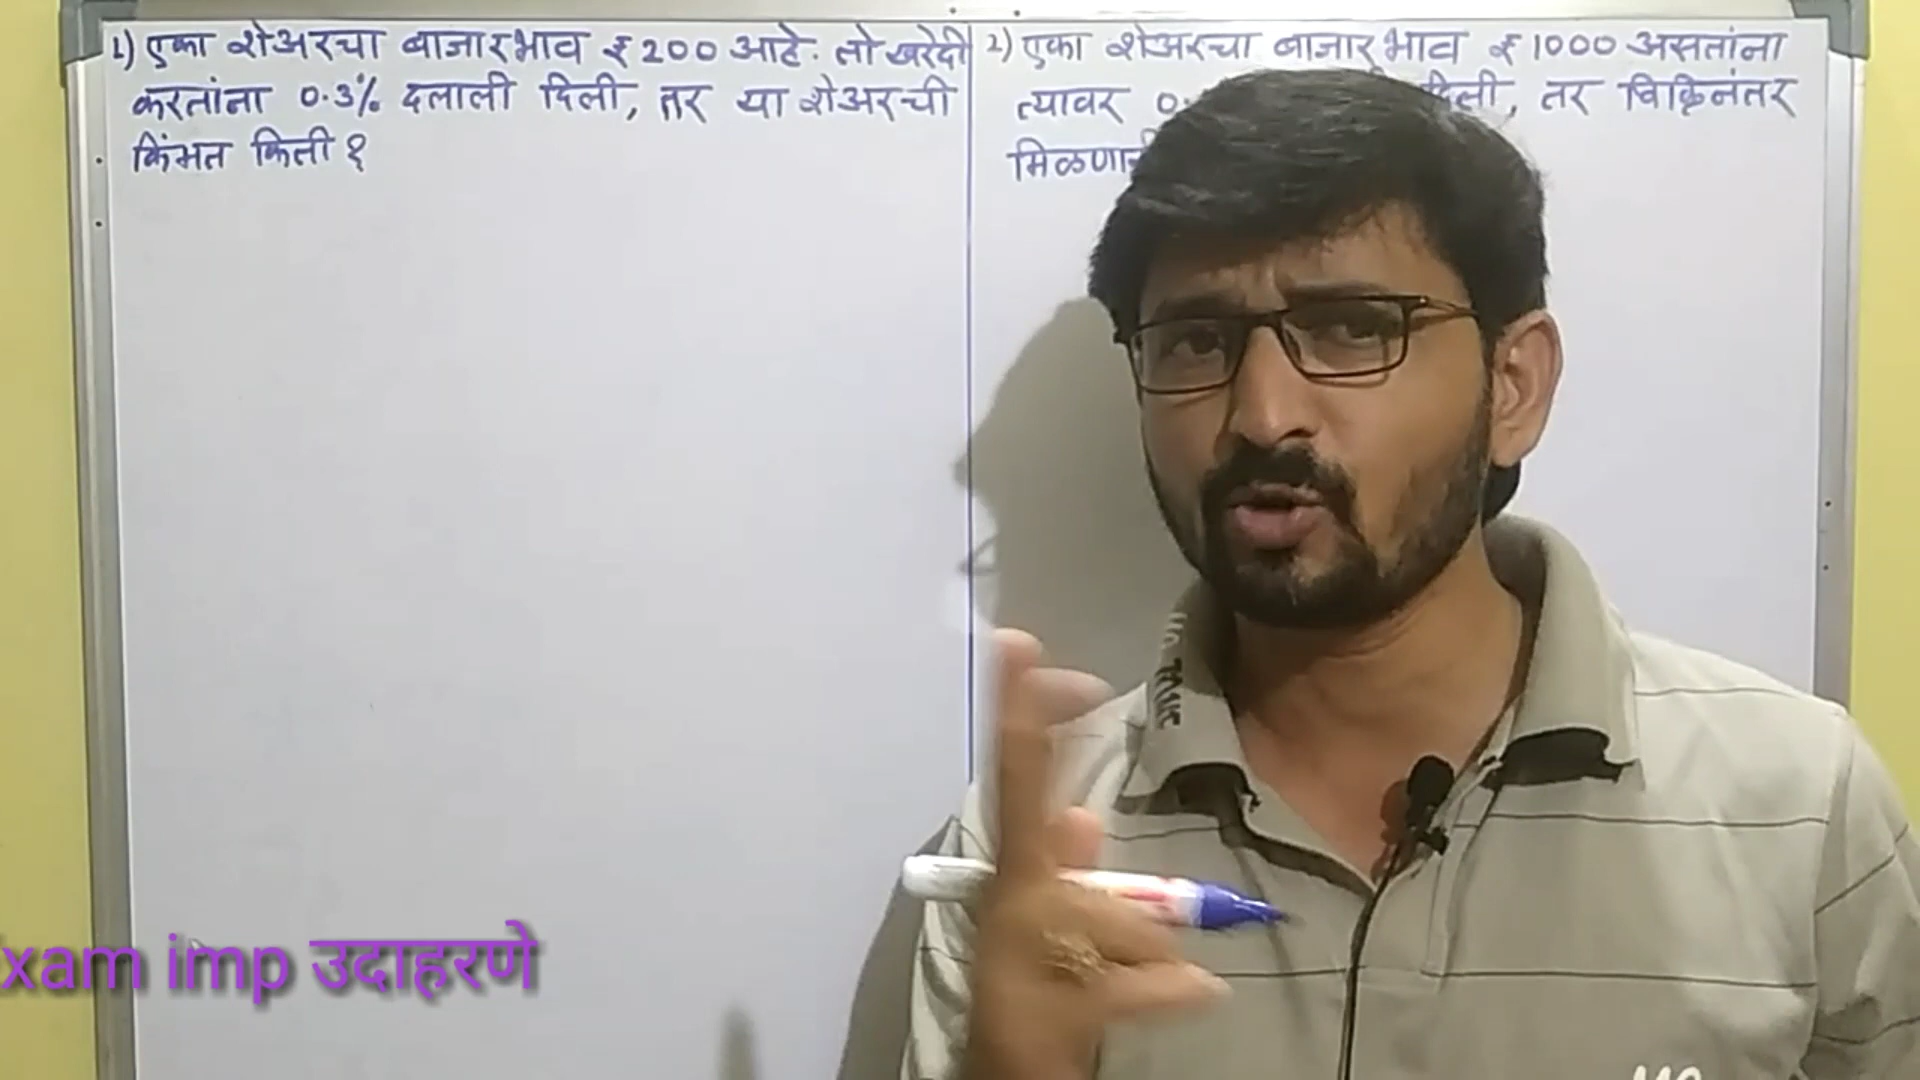 1) एका शेअरचा बाजारभाव ₹ 200 आहे. तो खरेदी
करतांना 0.3% दलाली दिली, तर या शेअरची
किंमत किती ?
2) एका शेअरचा बाजारभाव ₹ 1000 असतांना
त्यावर 0. दिली, तर विक्रिनंतर
xam imp उदाहरणे